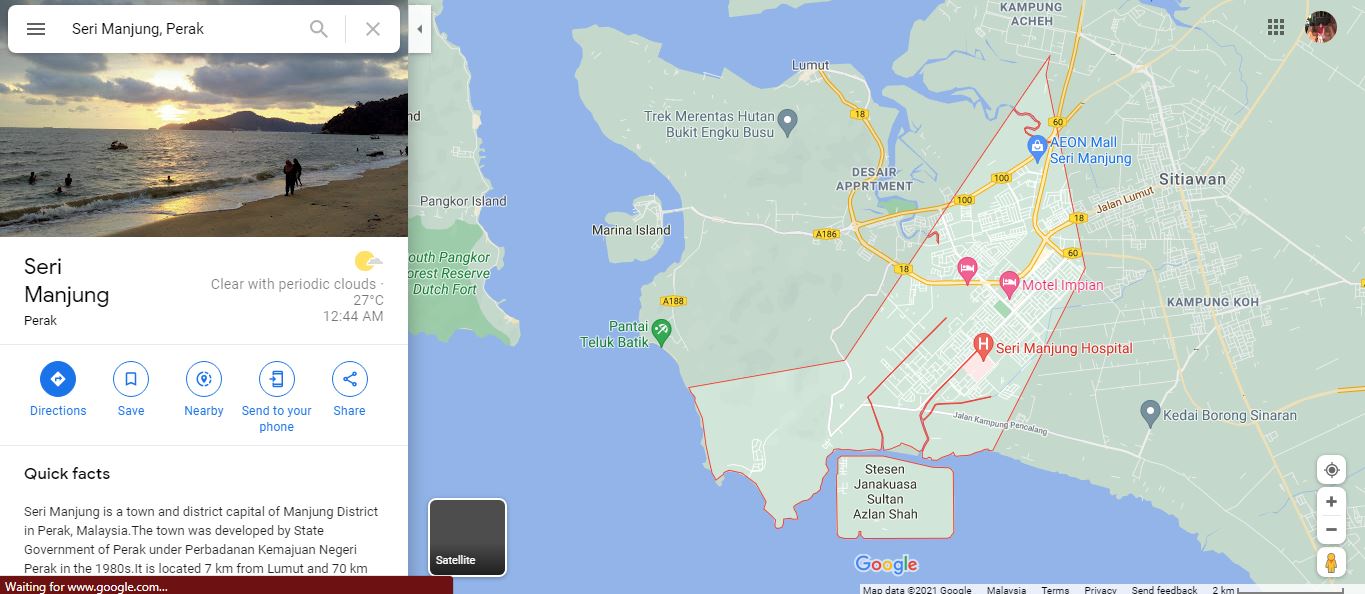 Seri Manjung, Perak
Seri
Manjung
Perak
Clear with periodic clouds ·
27°C
12:44 AM
Directions
Save
Nearby
Send to your
phone
Share
Quick facts
Seri Manjung is a town and district capital of Manjung District
in Perak, Malaysia.The town was developed by State
Government of Perak under Perbadanan Kemajuan Negeri
Perak in the 1980s.It is located 7 km from Lumut and 70 km
Waiting for www.google.com...
KAMPUNG
ACHEH
Lumut
Trek Merentas Hutan
Bukit Engku Busu
18
60
AEON Mall
Seri Manjung
DESAIR
APPRTMENT
100
100
Sitiawan
Jalan Lumut
nd
Pangkor Island
Marina Island
A186
18
60
18
outh Pangkor
orest Reserve
Dutch Fort
A188
Motel Impian
KAMPUNG KOH
Pantai
Teluk Batik
H
Seri Manjung Hospital
Jalan Kampung Pencalang
Kedai Borong Sinaran
Stesen
Janakuasa
Sultan
Azlan Shah
Satellite
Google
Map data ©2021 Google
Malaysia
Terms
Privacy
Send feedback
2 km